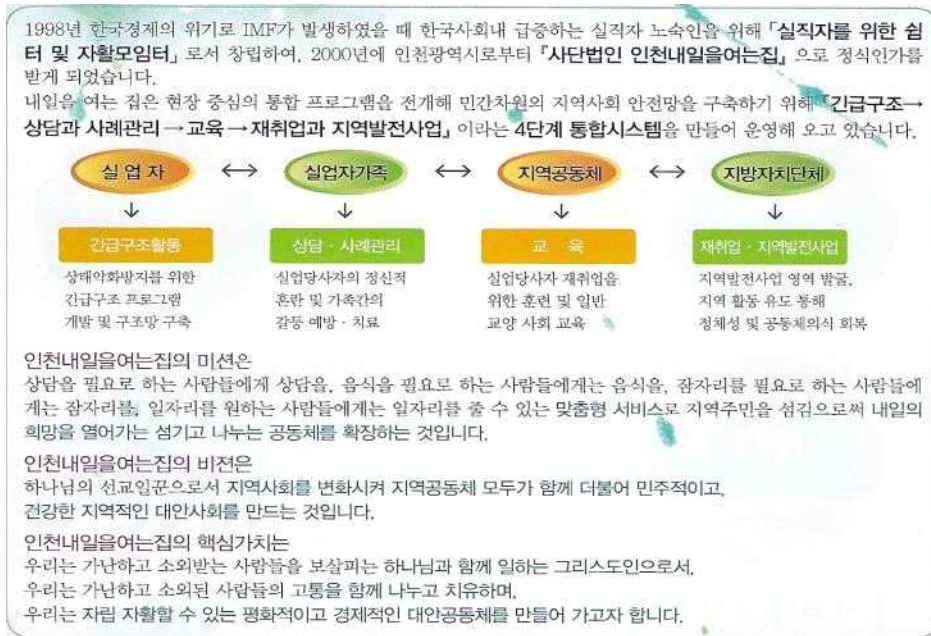 1998년 한국경제의 위기로 IMF가 발생하였을 때 한국사회내 급증하는 실직자 노숙인을 위해 「실직자를 위한 쉼
터 및 자활모임터」로서 창립하여, 2000년에 인천광역시로부터 『사단법인 인천내일을여는집』으로 정식인가를
받게 되었습니다.
내일을 여는 집은 현장 중심의 통합 프로그램을 전개해 민간차원의 지역사회 안전망을 구축하기 위해 『긴급구조→
상담과 사례관리→교육→재취업과 지역발전사업』이라는 4단계 통합시스템을 만들어 운영해 오고 있습니다.
실 업 자 ↔ 실업자가족 ↔ 지역공동체 ↔ 지방자치단체
↓ ↓ ↓ ↓
긴급구조활동 상담 · 사례관리 교 육 재취업 · 지역발전사업
상태악화방지를 위한 실업당사자의 정신적 실업당사자 재취업을 지역발전사업 영역 발굴,
긴급구조 프로그램 혼란 및 가족간의 위한 훈련 및 일반 지역 활동 유도 통해
개발 및 구조망 구축 갈등 예방 · 치료 교양 사회 교육 정체성 및 공동체의식 회복
인천내일을여는집의 미션은
상담을 필요로 하는 사람들에게 상담을, 음식을 필요로 하는 사람들에게는 음식을, 잠자리를 필요로 하는 사람들에
게는 잠자리를, 일자리를 원하는 사람들에게는 일자리를 줄 수 있는 맞춤형 서비스로 지역주민을 섬김으로써 내일의
희망을 열어가는 섬기고 나누는 공동체를 확장하는 것입니다.
인천내일을여는집의 비젼은
하나님의 선교일꾼으로서 지역사회를 변화시켜 지역공동체 모두가 함께 더불어 민주적이고,
건강한 지역적인 대안사회를 만드는 것입니다.
인천내일을여는집의 핵심가치는
우리는 가난하고 소외받는 사람들을 보살피는 하나님과 함께 일하는 그리스도인으로서,
우리는 가난하고 소외된 사람들의 고통을 함께 나누고 치유하며,
우리는 자립 자활할 수 있는 평화적이고 경제적인 대안공동체를 만들어 가고자 합니다.